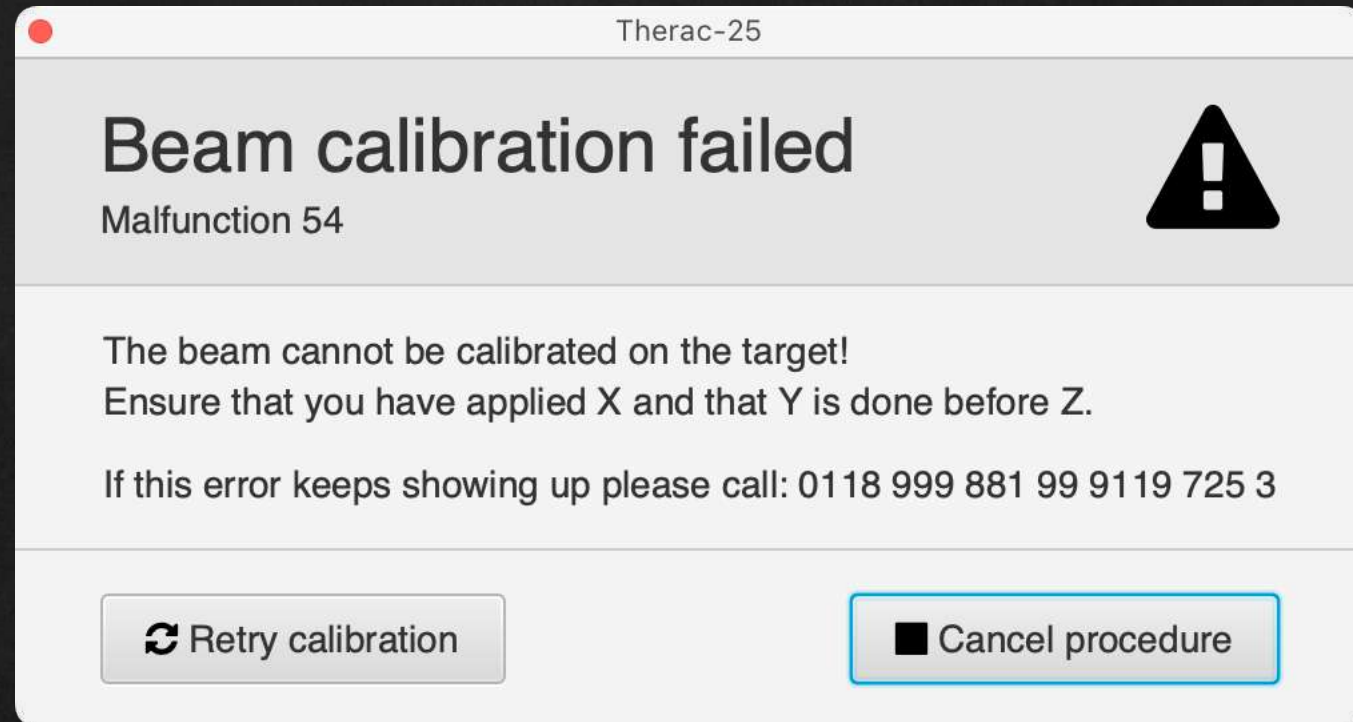 Therac-25
Beam calibration failed
Malfunction 54
The beam cannot be calibrated on the target!
Ensure that you have applied X and that Y is done before Z.
If this error keeps showing up please call: 0118 999 881 99 9119 725 3
Retry calibration
Cancel procedure